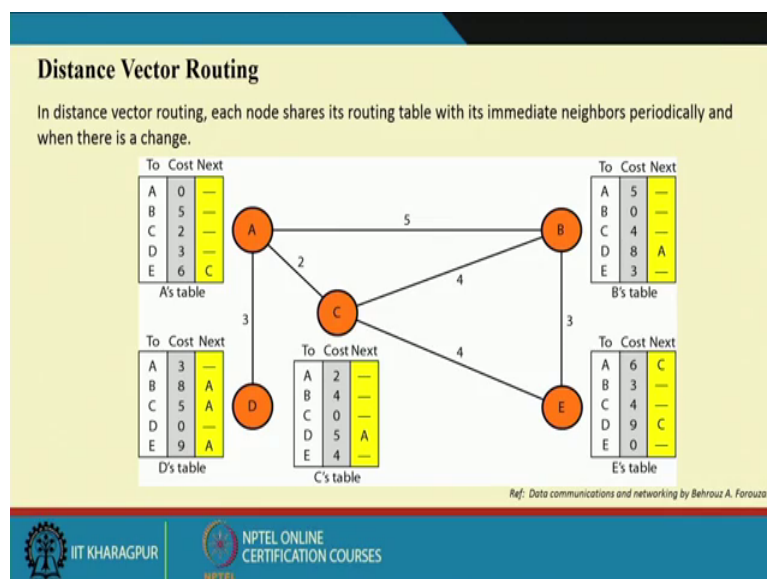 Distance Vector Routing
In distance vector routing, each node shares its routing table with its immediate neighbors periodically and
when there is a change.
To Cost Next
A 0 —
B 5 —
C 2 —
D 3 —
E 6 C
A's table
To Cost Next
A 5 —
B 0 —
C 4 —
D 8 A
E 3 —
B's table
A
5
B
2
4
C
3
3
4
D
E
To Cost Next
A 3 —
B 8 A
C 5 A
D 0 —
E 9 A
D's table
To Cost Next
A 2 —
B 4 —
C 0 —
D 5 A
E 4 —
C's table
To Cost Next
A 6 C
B 3 —
C 4 —
D 9 C
E 0 —
E's table
Ref: Data communications and networking by Behrouz A. Forouza
IIT KHARAGPUR
NPTEL ONLINE
CERTIFICATION COURSES
NPTEL